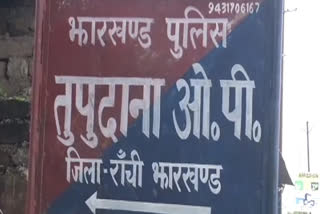 9431706167
झारखण्ड पुलिस
तुपुदाना ओ.पी.
जिला-राँची झारखण्ड